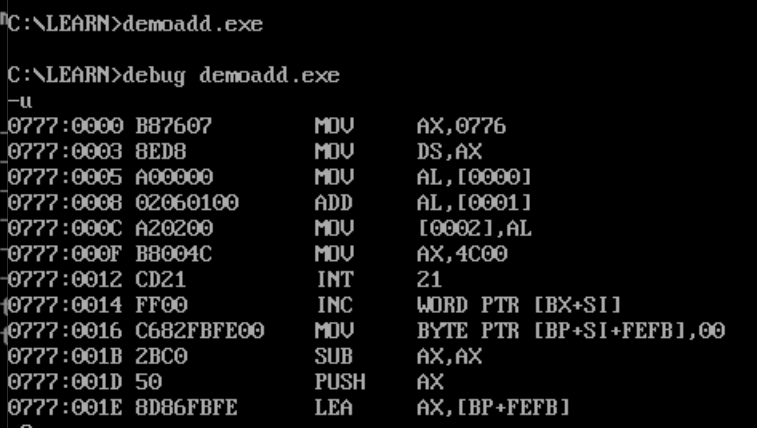 C:\LEARN>demoadd.exe
C:\LEARN>debug demoadd.exe
-u
0777:0000 B87607 MOV AX,0776
0777:0003 8ED8 MOV DS,AX
0777:0005 A00000 MOV AL,[0000]
0777:0008 02060100 ADD AL,[0001]
0777:000C A20200 MOV [0002],AL
0777:000F B8004C MOV AX,4C00
0777:0012 CD21 INT 21
0777:0014 FF00 INC WORD PTR [BX+SI]
0777:0016 C682FBFE00 MOV BYTE PTR [BP+SI+FEFB],00
0777:001B 2BC0 SUB AX,AX
0777:001D 50 PUSH AX
0777:001E 8D86FBFE LEA AX,[BP+FEFB]